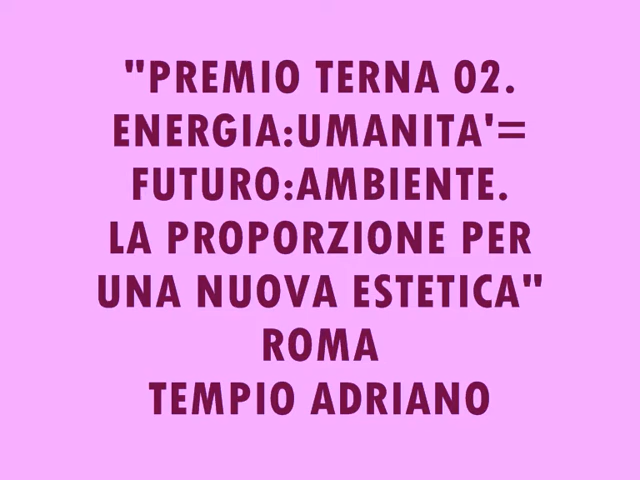 "PREMIO TERNA 02.
ENERGIA:UMANITA'=
FUTURO:AMBIENTE.
LA PROPORZIONE PER
UNA NUOVA ESTETICA"
ROMA
TEMPIO ADRIANO